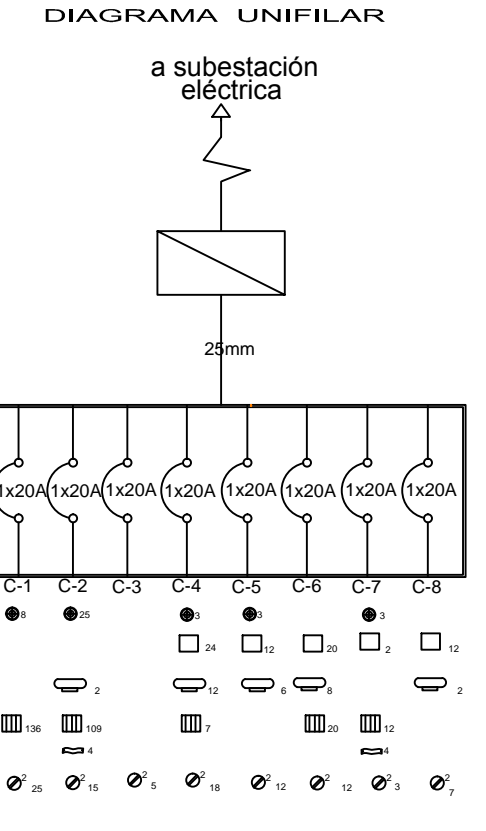 DIAGRAMA UNIFILAR
a subestación
eléctrica
25mm
1x20A 1x20A 1x20A 1x20A 1x20A 1x20A 1x20A 1x20A
C-1 C-2 C-3 C-4 C-5 C-6 C-7 C-8
8 25 3 3 3
24 12 20 2 12
2 12 6 8 2
136 109 7 20 12
4 4
2 25 2 15 2 5 2 18 2 12 2 12 2 3 2 7